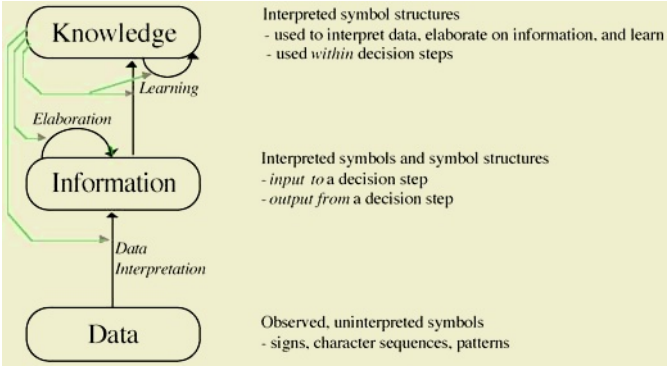 Knowledge
Interpreted symbol structures
- used to interpret data, elaborate on information, and learn
- used within decision steps
Learning
Elaboration
Information
Interpreted symbols and symbol structures
- input to a decision step
- output from a decision step
Data
Interpretation
Data
Observed, uninterpreted symbols
- signs, character sequences, patterns